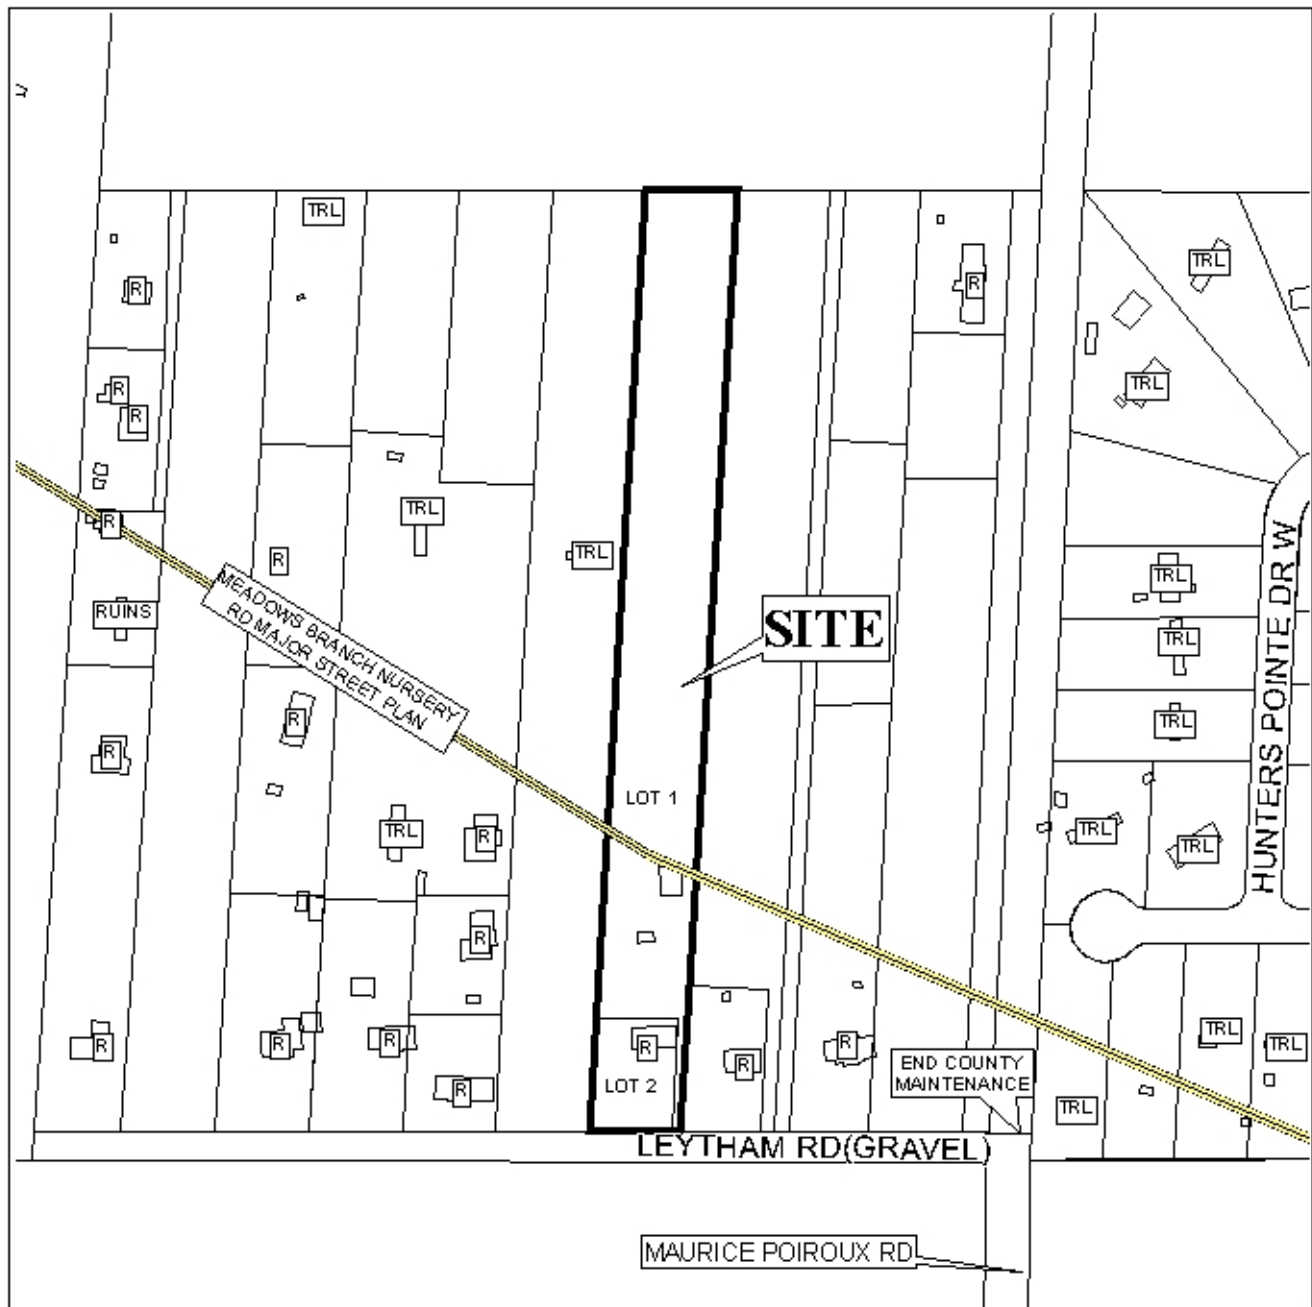 TRL
TRL
R
R
TRL
R
TRL
R
TRL
R
TRL
R
TRL
RUINS
MEADOWS BRANCH NURSERY
RD MAJOR STREET PLAN
SITE
TRL
HUNTERS POINTE DR W
R
TRL
R
LOT 1
TRL
R
TRL
TRL
R
TRL
TRL
R
R
R
R
R
R
END COUNTY
MAINTENANCE
LOT 2
R
TRL
LEYTHAM RD(GRAVEL)
MAURICE POIROUX RD